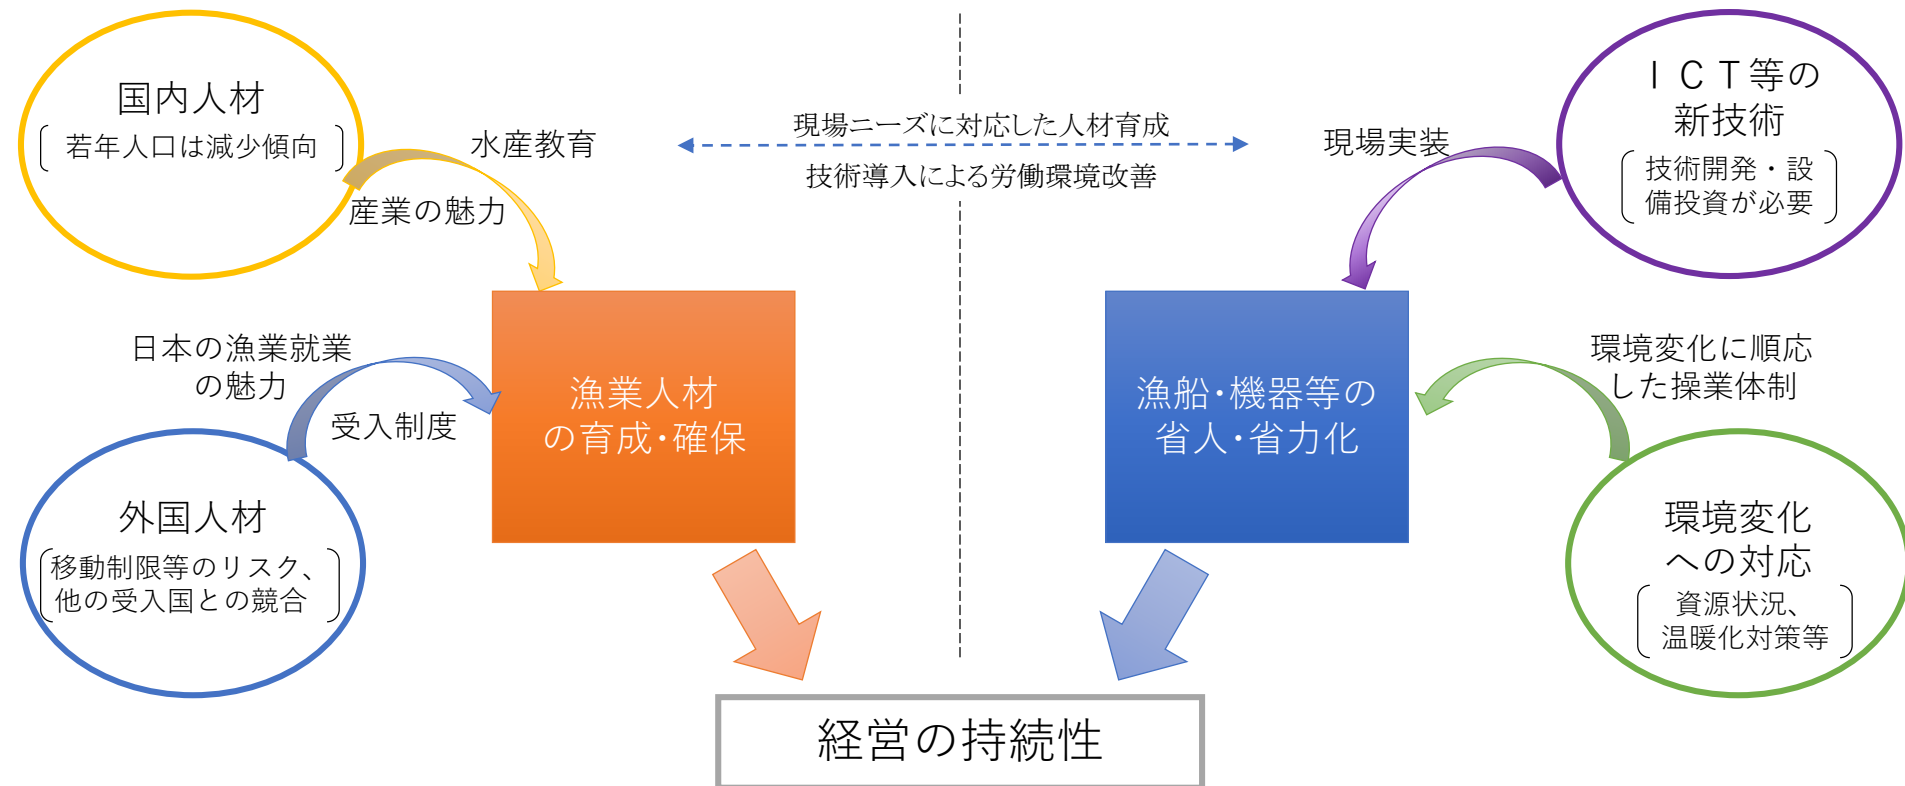 国内人材
若年人口は減少傾向
水産教育
産業の魅力
日本の漁業就業
の魅力
受入制度
外国人材
移動制限等のリスク、
他の受入国との競合
漁業人材
の育成・確保
現場ニーズに対応した人材育成
技術導入による労働環境改善
ＩＣＴ等の
新技術
技術開発・設
備投資が必要
現場実装
漁船・機器等の
省人・省力化
環境変化に順応
した操業体制
環境変化
への対応
資源状況、
温暖化対策等
経営の持続性